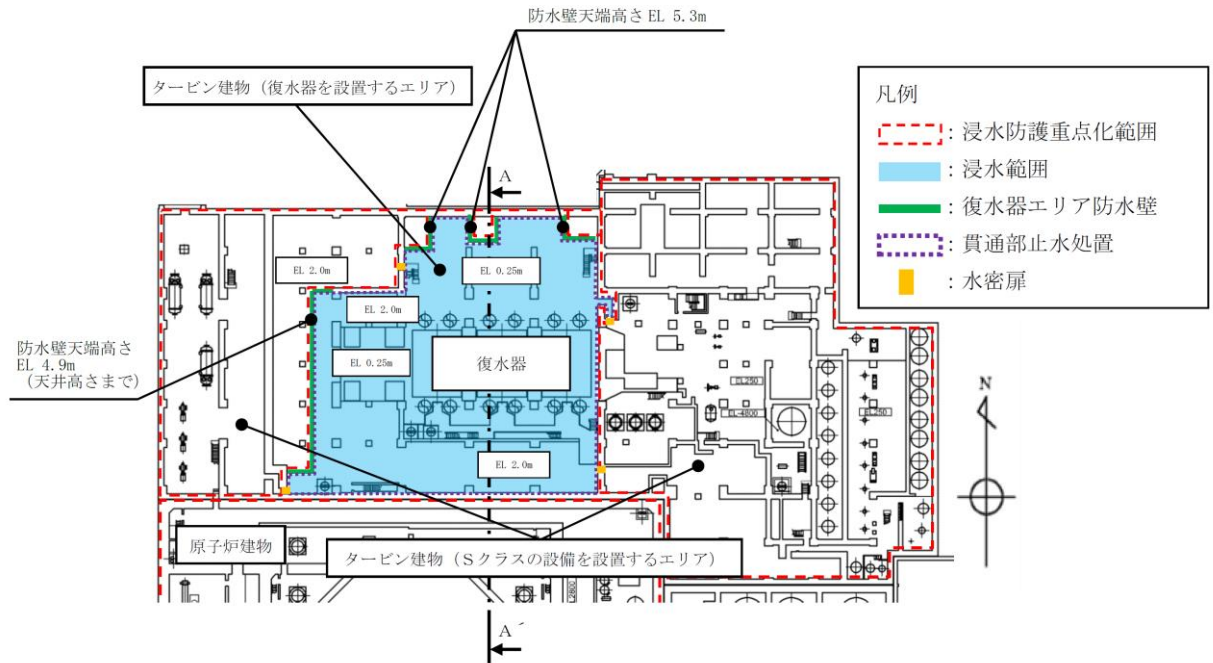 防水壁天端高さ EL 5.3m
タービン建物（復水器を設置するエリア）
凡例
：浸水防護重点化範囲
：浸水範囲
：復水器エリア防水壁
：貫通部止水処置
：水密扉
A
EL 2.0m
EL 0.25m
EL 2.0m
防水壁天端高さ
EL 4.9m
（天井高さまで）
EL 0.25m
復水器
EL 2.0m
EL250
EL-4800
EL250
N
原子炉建物
タービン建物（Sクラスの設備を設置するエリア）
A´